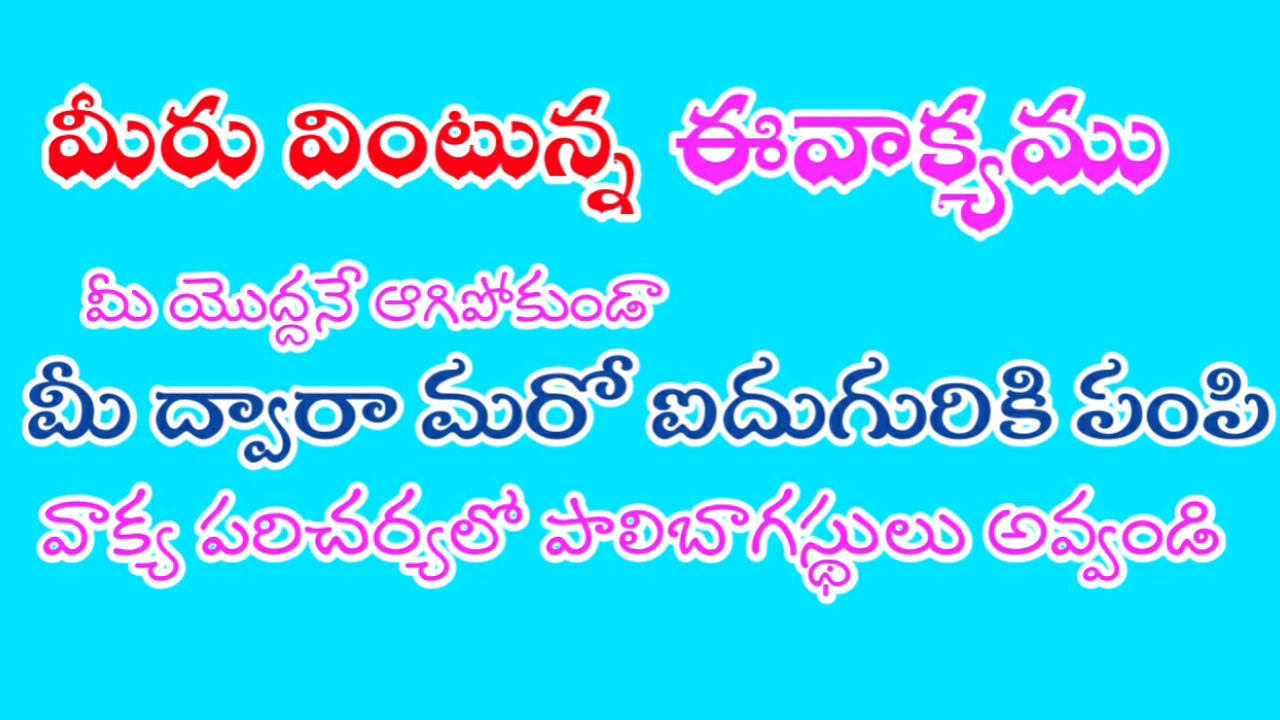 మీరు వింటున్న ఈవాక్యము
మీ యొద్దనే ఆగిపోకుండా
మీ ద్వారా మరో ఐదుగురికి పంపి
వాక్య పరిచర్యలో పాలిబాగస్థులు అవ్వండి